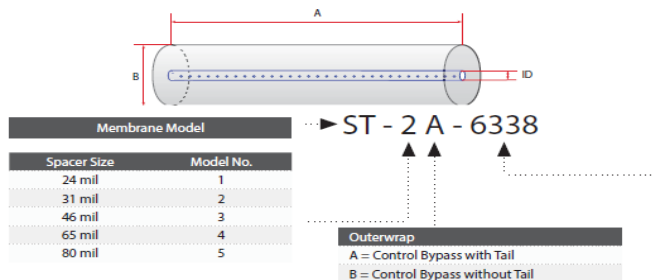 A
B
ID
Membrane Model
ST - 2 A - 6338
Spacer Size Model No.
24 mil 1
31 mil 2
46 mil 3
65 mil 4
80 mil 5
Outerwrap
A = Control Bypass with Tail
B = Control Bypass without Tail